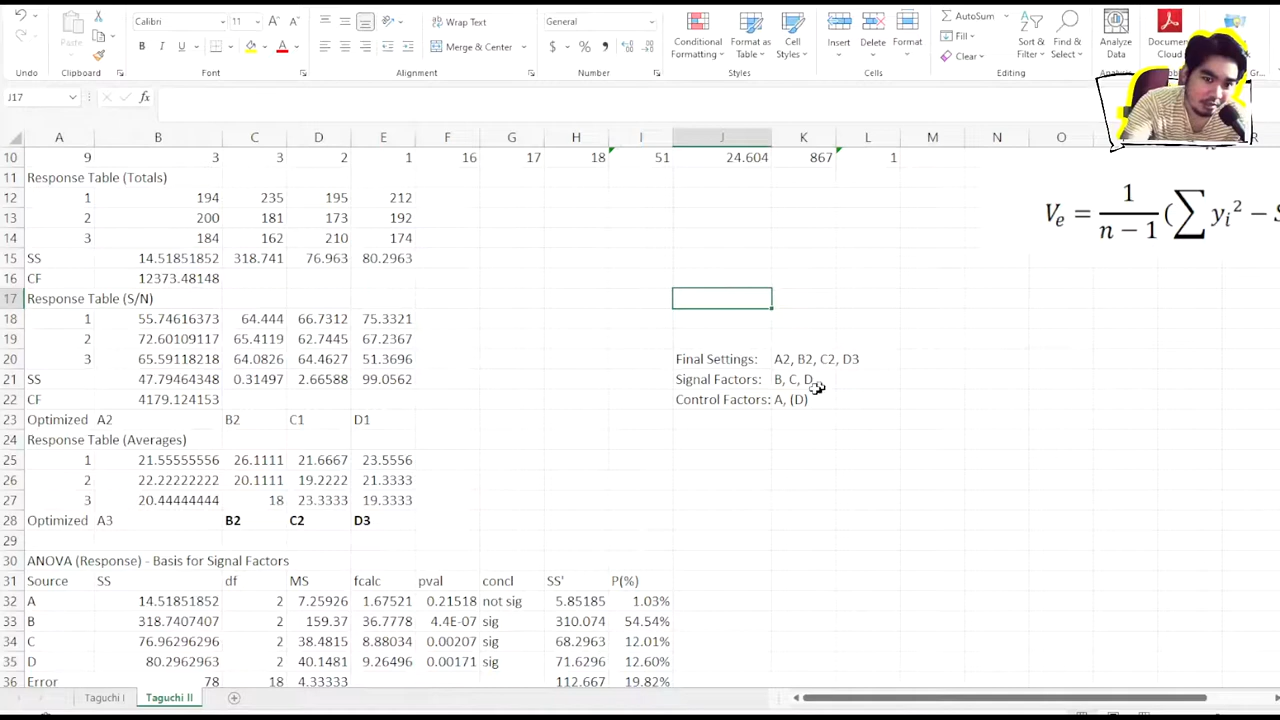 Calibri 11 Wrap Text General AutoSum
Paste Merge & Center Conditional Formatting Format as Table Cell Styles Insert Delete Format Fill Sort & Filter Find & Select Analyze Data
Clear
Undo Clipboard Font Alignment Number Styles Cells Editing
J17 fx
A B C D E F G H I J K L M N O
10 9 3 3 2 1 16 17 18 51 24.604 867 1
11 Response Table (Totals)
12 1 194 235 195 212
13 2 200 181 173 192
14 3 184 162 210 174
15 SS 14.51851852 318.741 76.963 80.2963
16 CF 12373.48148
17 Response Table (S/N)
18 1 55.74616373 64.444 66.7312 75.3321
19 2 72.60109117 65.4119 62.7445 67.2367
20 3 65.59118218 64.0826 64.4627 51.3696 Final Settings: A2, B2, C2, D3
21 SS 47.79464348 0.31497 2.66588 99.0562 Signal Factors: B, C, D
22 CF 4179.124153 Control Factors: A, (D)
23 Optimized A2 B2 C1 D1
24 Response Table (Averages)
25 1 21.55555556 26.1111 21.6667 23.5556
26 2 22.22222222 20.1111 19.2222 21.3333
27 3 20.44444444 18 23.3333 19.3333
28 Optimized A3 B2 C2 D3
29
30 ANOVA (Response) - Basis for Signal Factors
31 Source SS df MS fcalc pval concl SS' P(%)
32 A 14.51851852 2 7.25926 1.67521 0.21518 not sig 5.85185 1.03%
33 B 318.7407407 2 159.37 36.7778 4.4E-07 sig 310.074 54.54%
34 C 76.96296296 2 38.4815 8.88034 0.00207 sig 68.2963 12.01%
35 D 80.2962963 2 40.1481 9.26496 0.00171 sig 71.6296 12.60%
36 Error 78 18 4.33333 112.667 19.82%
Vₑ = 1/(n − 1) (∑ yᵢ² −
Taguchi I Taguchi II